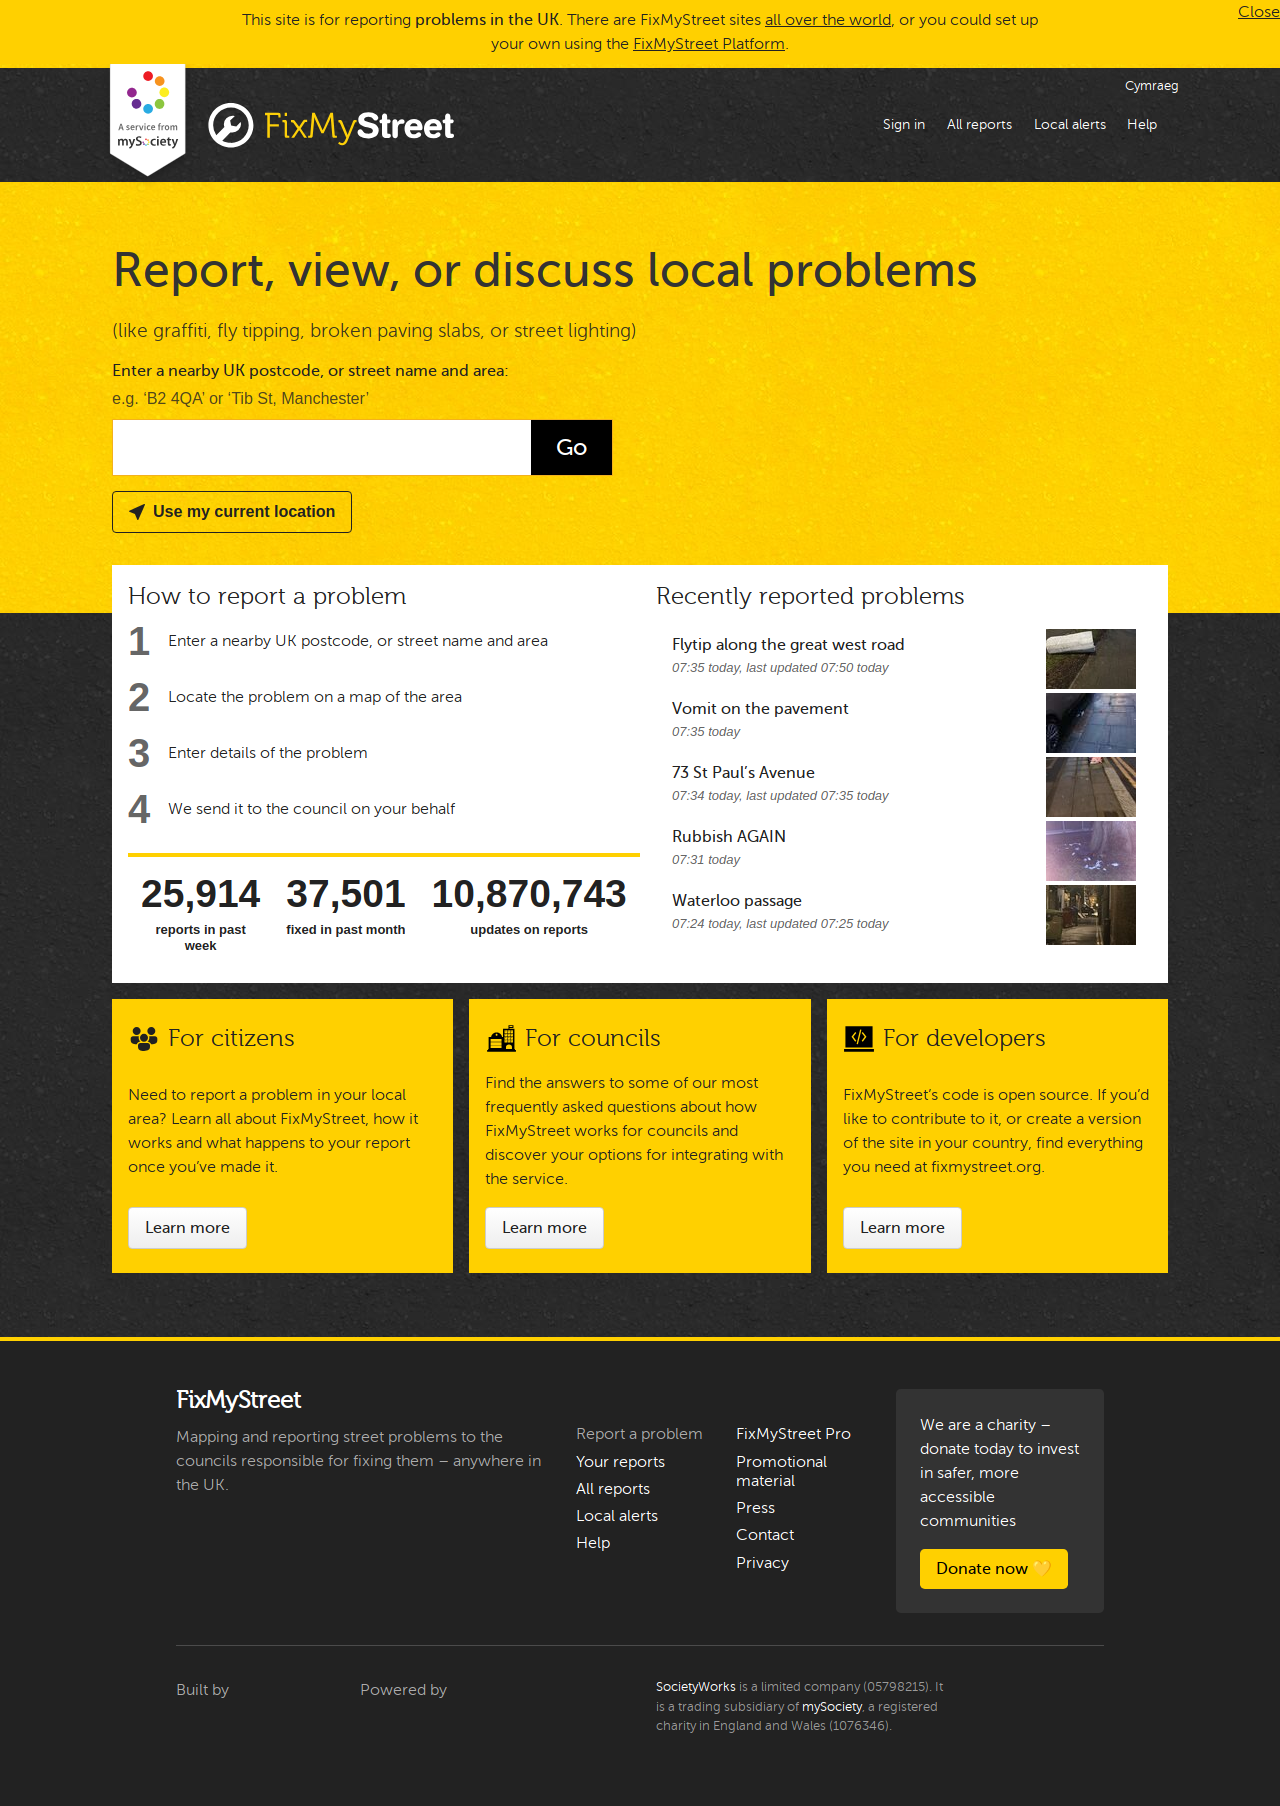 This site is for reporting problems in the UK. There are FixMyStreet sites all over the world, or you could set up
your own using the FixMyStreet Platform.
Close
Cymraeg
A service from
mySociety
FixMyStreet
Sign in
All reports
Local alerts
Help
Report, view, or discuss local problems
(like graffiti, fly tipping, broken paving slabs, or street lighting)
Enter a nearby UK postcode, or street name and area:
e.g. ‘B2 4QA’ or ‘Tib St, Manchester’
Go
Use my current location
How to report a problem
1 Enter a nearby UK postcode, or street name and area
2 Locate the problem on a map of the area
3 Enter details of the problem
4 We send it to the council on your behalf
25,914
reports in past
week
37,501
fixed in past month
10,870,743
updates on reports
Recently reported problems
Flytip along the great west road
07:35 today, last updated 07:50 today
Vomit on the pavement
07:35 today
73 St Paul’s Avenue
07:34 today, last updated 07:35 today
Rubbish AGAIN
07:31 today
Waterloo passage
07:24 today, last updated 07:25 today
For citizens
Need to report a problem in your local
area? Learn all about FixMyStreet, how it
works and what happens to your report
once you’ve made it.
Learn more
For councils
Find the answers to some of our most
frequently asked questions about how
FixMyStreet works for councils and
discover your options for integrating with
the service.
Learn more
For developers
FixMyStreet’s code is open source. If you’d
like to contribute to it, or create a version
of the site in your country, find everything
you need at fixmystreet.org.
Learn more
FixMyStreet
Mapping and reporting street problems to the
councils responsible for fixing them – anywhere in
the UK.
Report a problem
Your reports
All reports
Local alerts
Help
FixMyStreet Pro
Promotional
material
Press
Contact
Privacy
We are a charity –
donate today to invest
in safer, more
accessible
communities
Donate now 💛
Built by
Powered by
SocietyWorks is a limited company (05798215). It
is a trading subsidiary of mySociety, a registered
charity in England and Wales (1076346).